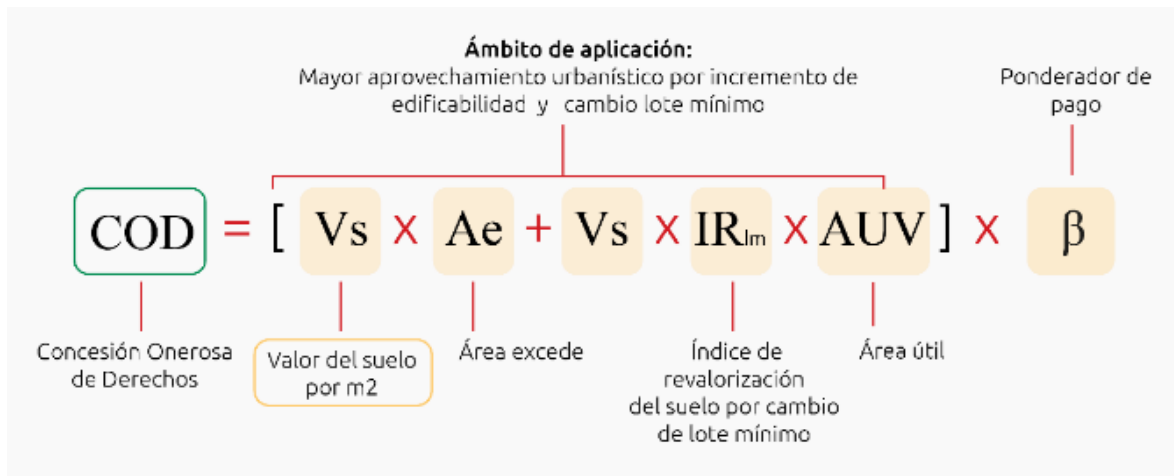 Ámbito de aplicación:
Mayor aprovechamiento urbanístico por incremento de
edificabilidad y cambio lote mínimo
Ponderador de
pago
COD = [ Vs X Ae + Vs X IRlm X AUV ] X β
Concesión Onerosa
de Derechos
Valor del suelo
por m2
Área excede
Índice de
revalorización
del suelo por cambio
de lote mínimo
Área útil